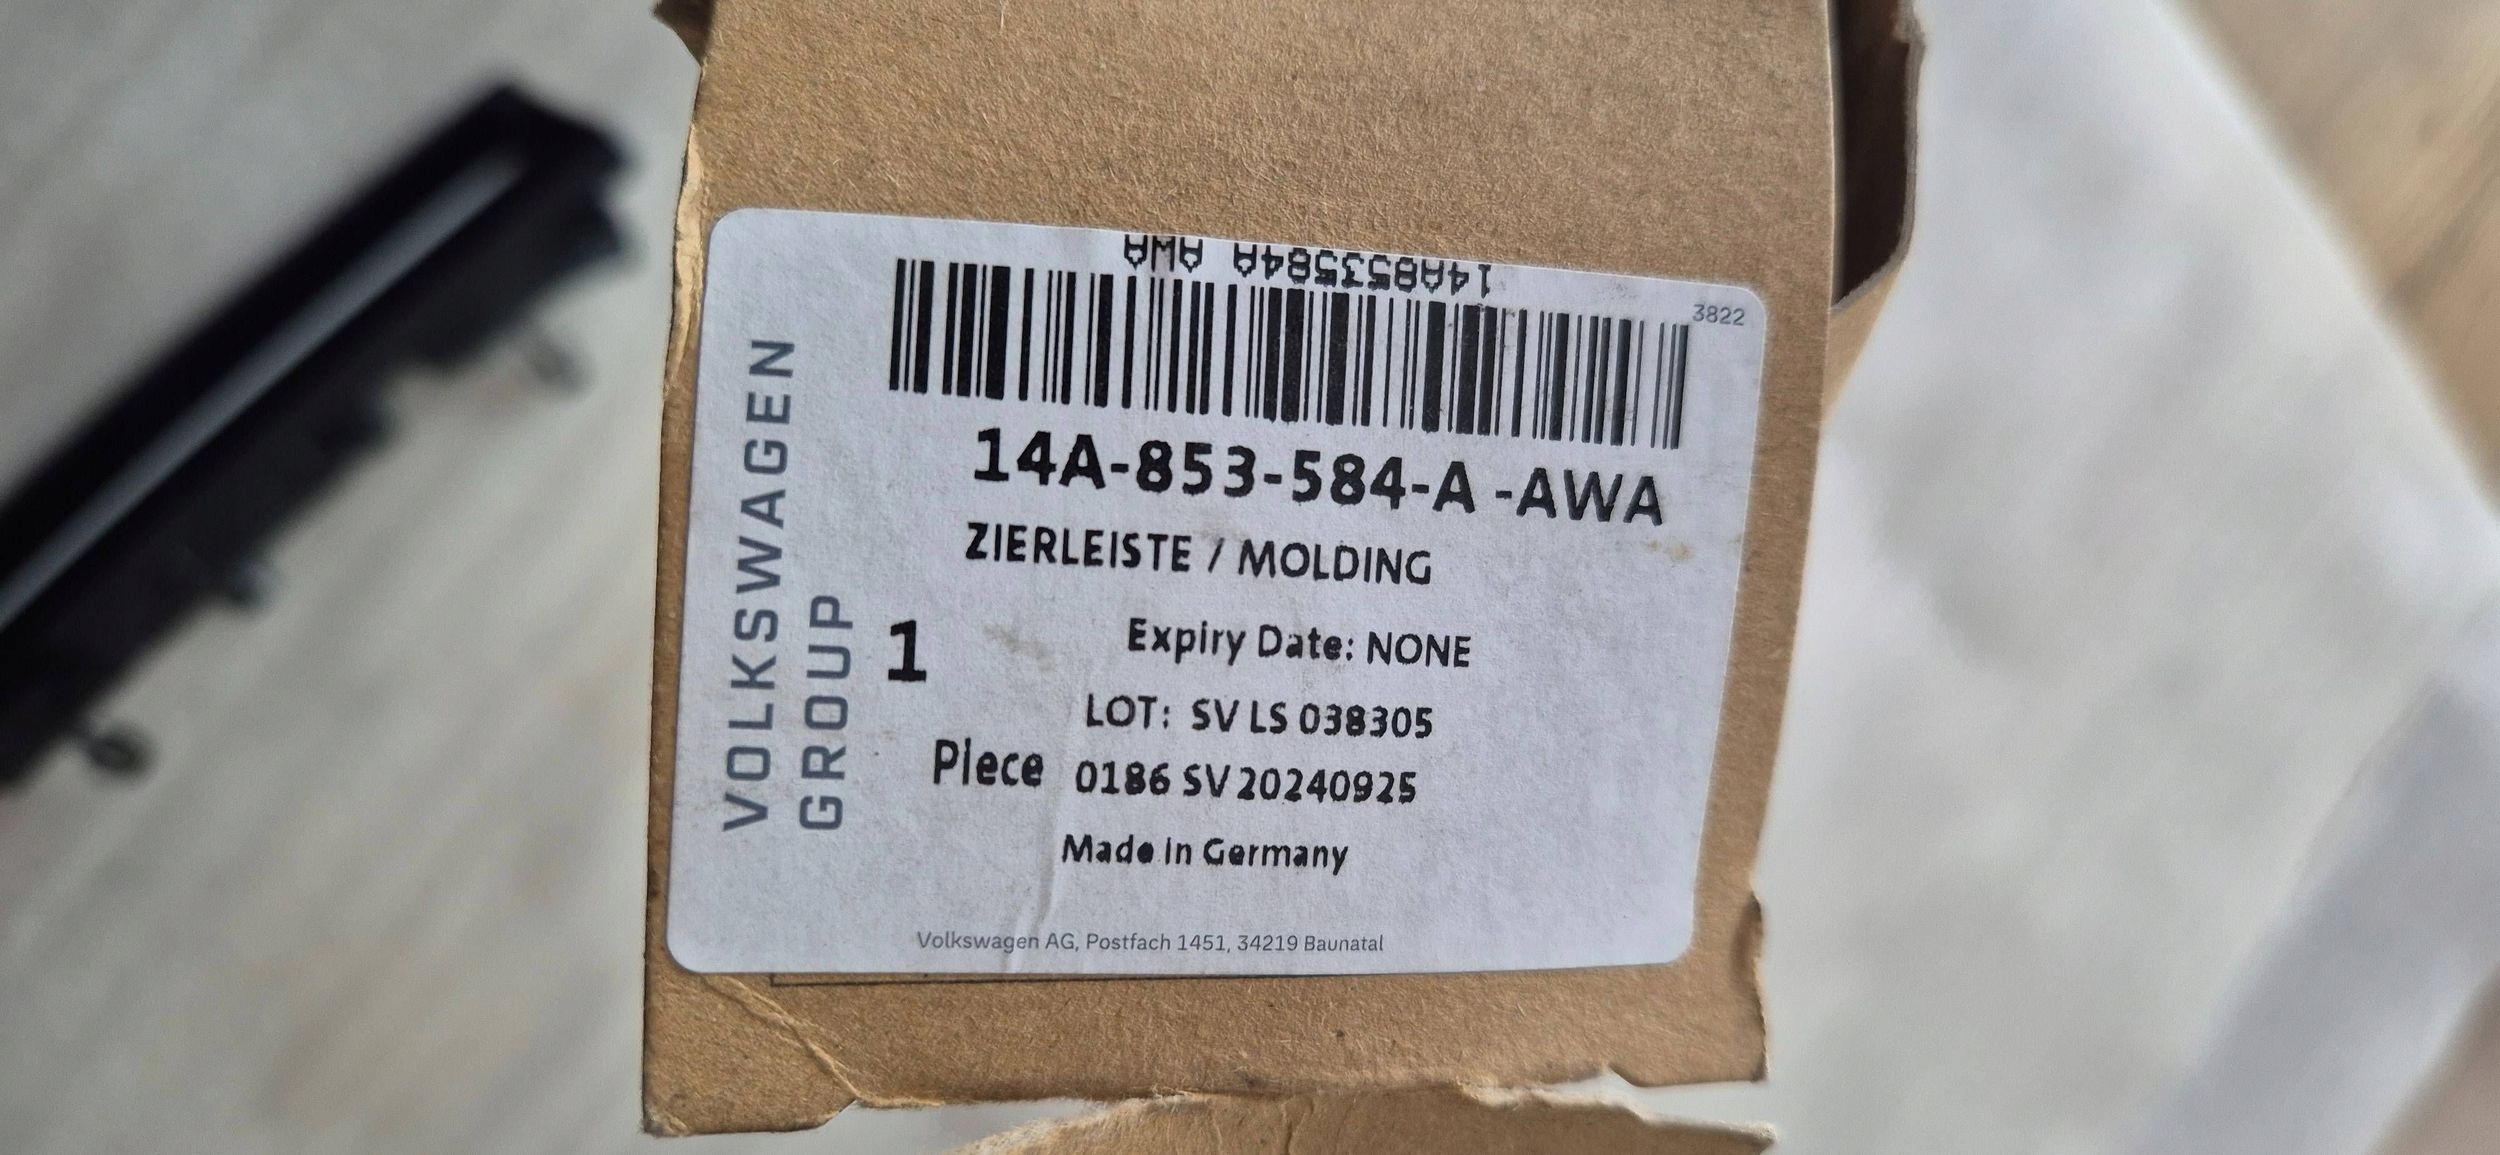 14A853584A AWA
3822
14A-853-584-A -AWA
ZIERLEISTE / MOLDING
VOLKSWAGEN
GROUP
1
Expiry Date: NONE
LOT: SV LS 038305
Piece
0186 SV 20240925
Made in Germany
Volkswagen AG, Postfach 1451, 34219 Baunatal